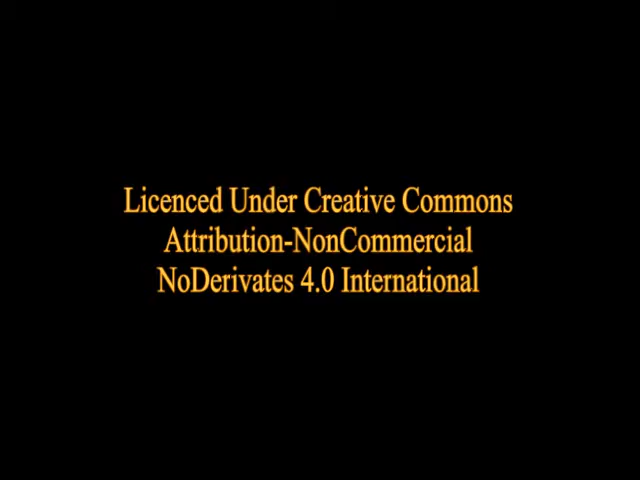 Licenced Under Creative Commons
Attribution-NonCommercial
NoDerivates 4.0 International